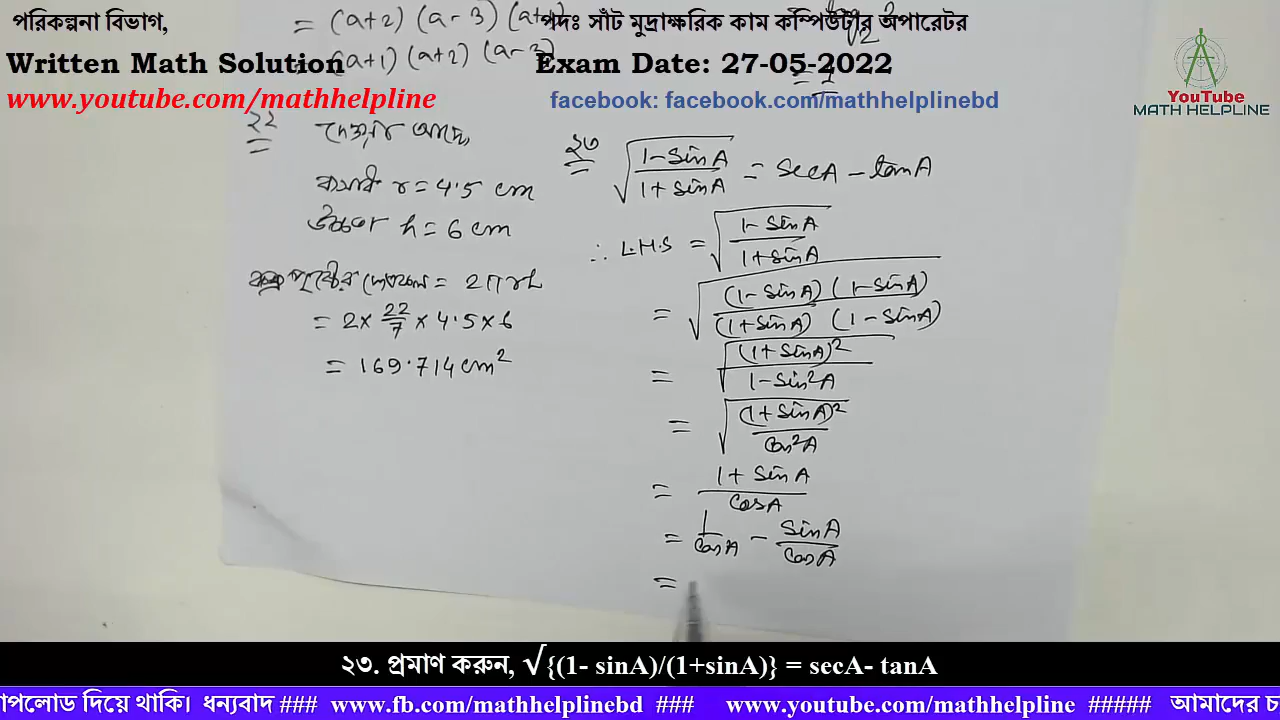 পরিকল্পনা বিভাগ,
পদঃ সাঁট মুদ্রাক্ষরিক কাম কম্পিউটার অপারেটর
Written Math Solution
Exam Date: 27-05-2022
www.youtube.com/mathhelpline
facebook: facebook.com/mathhelplinebd
YouTube
MATH HELPLINE
= (a+2) (a-3) (a+1)
(a+1) (a+2) (a-3)
২২
r = 4.5 cm
h = 6 cm
= 2πrh
= 2 × 22/7 × 4.5 × 6
= 169.714 cm²
২৩ √((1-sinA)/(1+sinA)) = secA - tanA
∴ L.H.S = √((1-sinA)/(1+sinA))
= √((1-sinA) (1-sinA)/(1+sinA) (1-sinA))
= √((1+sinA)²/(1-sin²A))
= √((1+sinA)²/cos²A)
= (1+sinA)/cosA
= 1/cosA - sinA/cosA
=
২৩. প্রমাণ করুন, √{(1- sinA)/(1+sinA)} = secA- tanA
আপলোড দিয়ে থাকি। ধন্যবাদ ### www.fb.com/mathhelplinebd ### www.youtube.com/mathhelpline ##### আমাদের চ